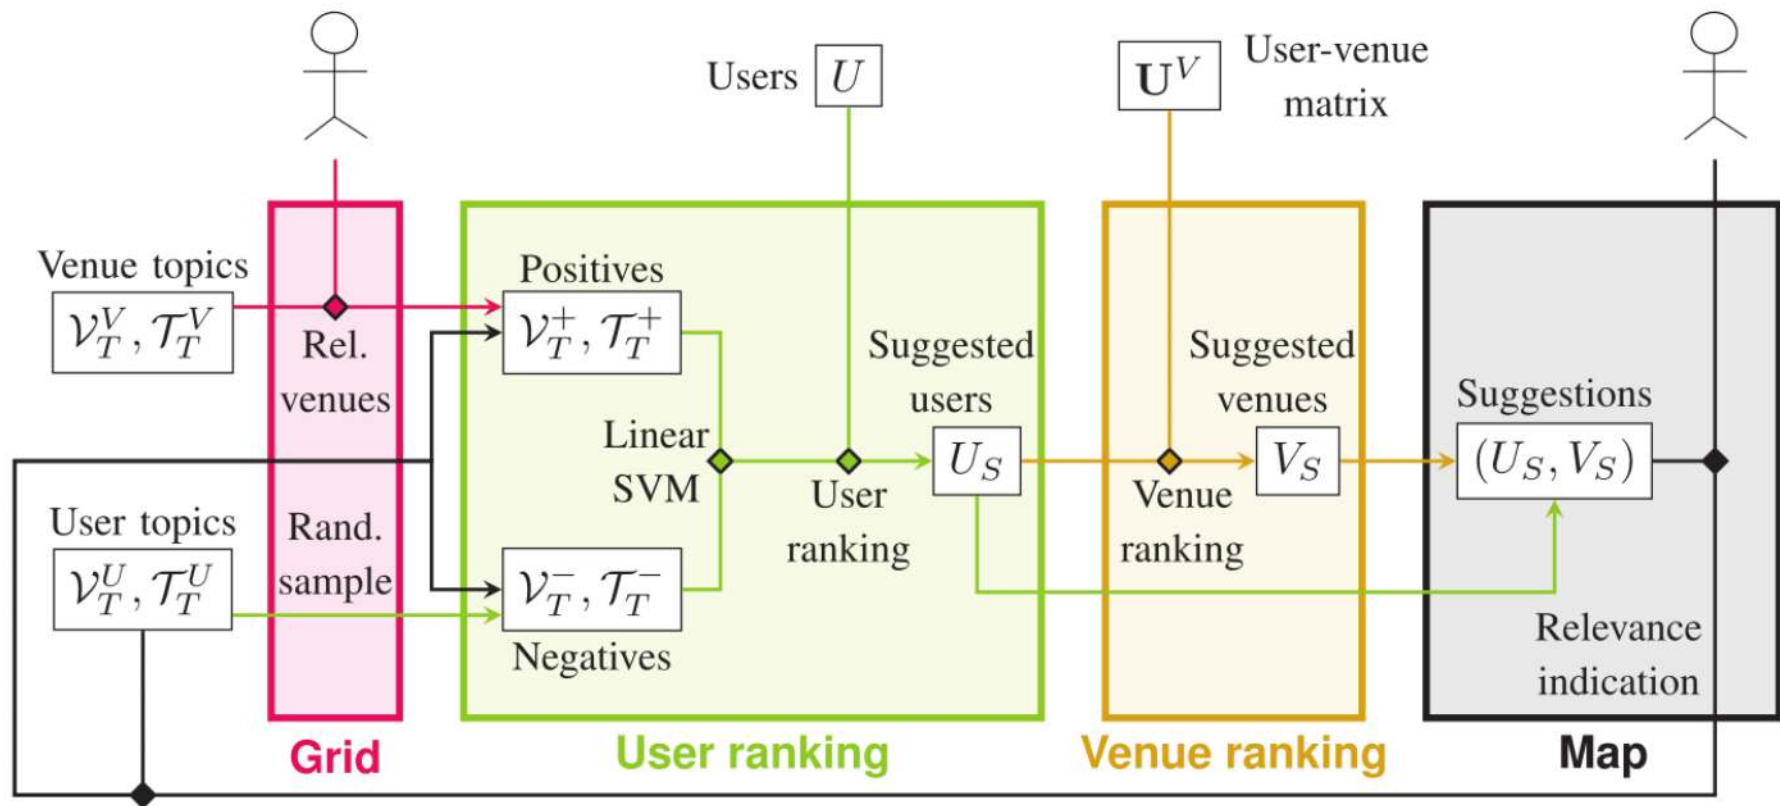 Users
U
𝐔^V
User-venue
matrix
Venue topics
𝒱_T^V, 𝒯_T^V
Rel.
venues
Positives
𝒱_T^+, 𝒯_T^+
Linear
SVM
User
ranking
Suggested
users
U_S
Venue
ranking
Suggested
venues
V_S
Suggestions
(U_S, V_S)
User topics
𝒱_T^U, 𝒯_T^U
Rand.
sample
𝒱_T^-, 𝒯_T^-
Negatives
Relevance
indication
Grid
User ranking
Venue ranking
Map